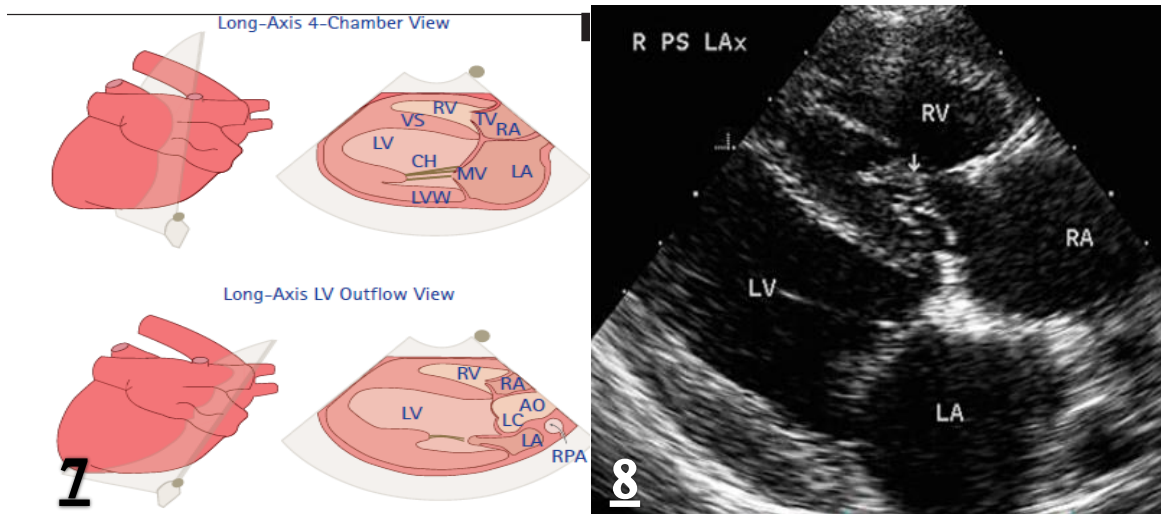 Long-Axis 4-Chamber View
RV
VS
TV
RA
LV
CH
MV
LA
LVW
Long-Axis LV Outflow View
RV
RA
AO
LV
LC
LA
RPA
7
R PS LAx
RV
RA
LV
LA
8